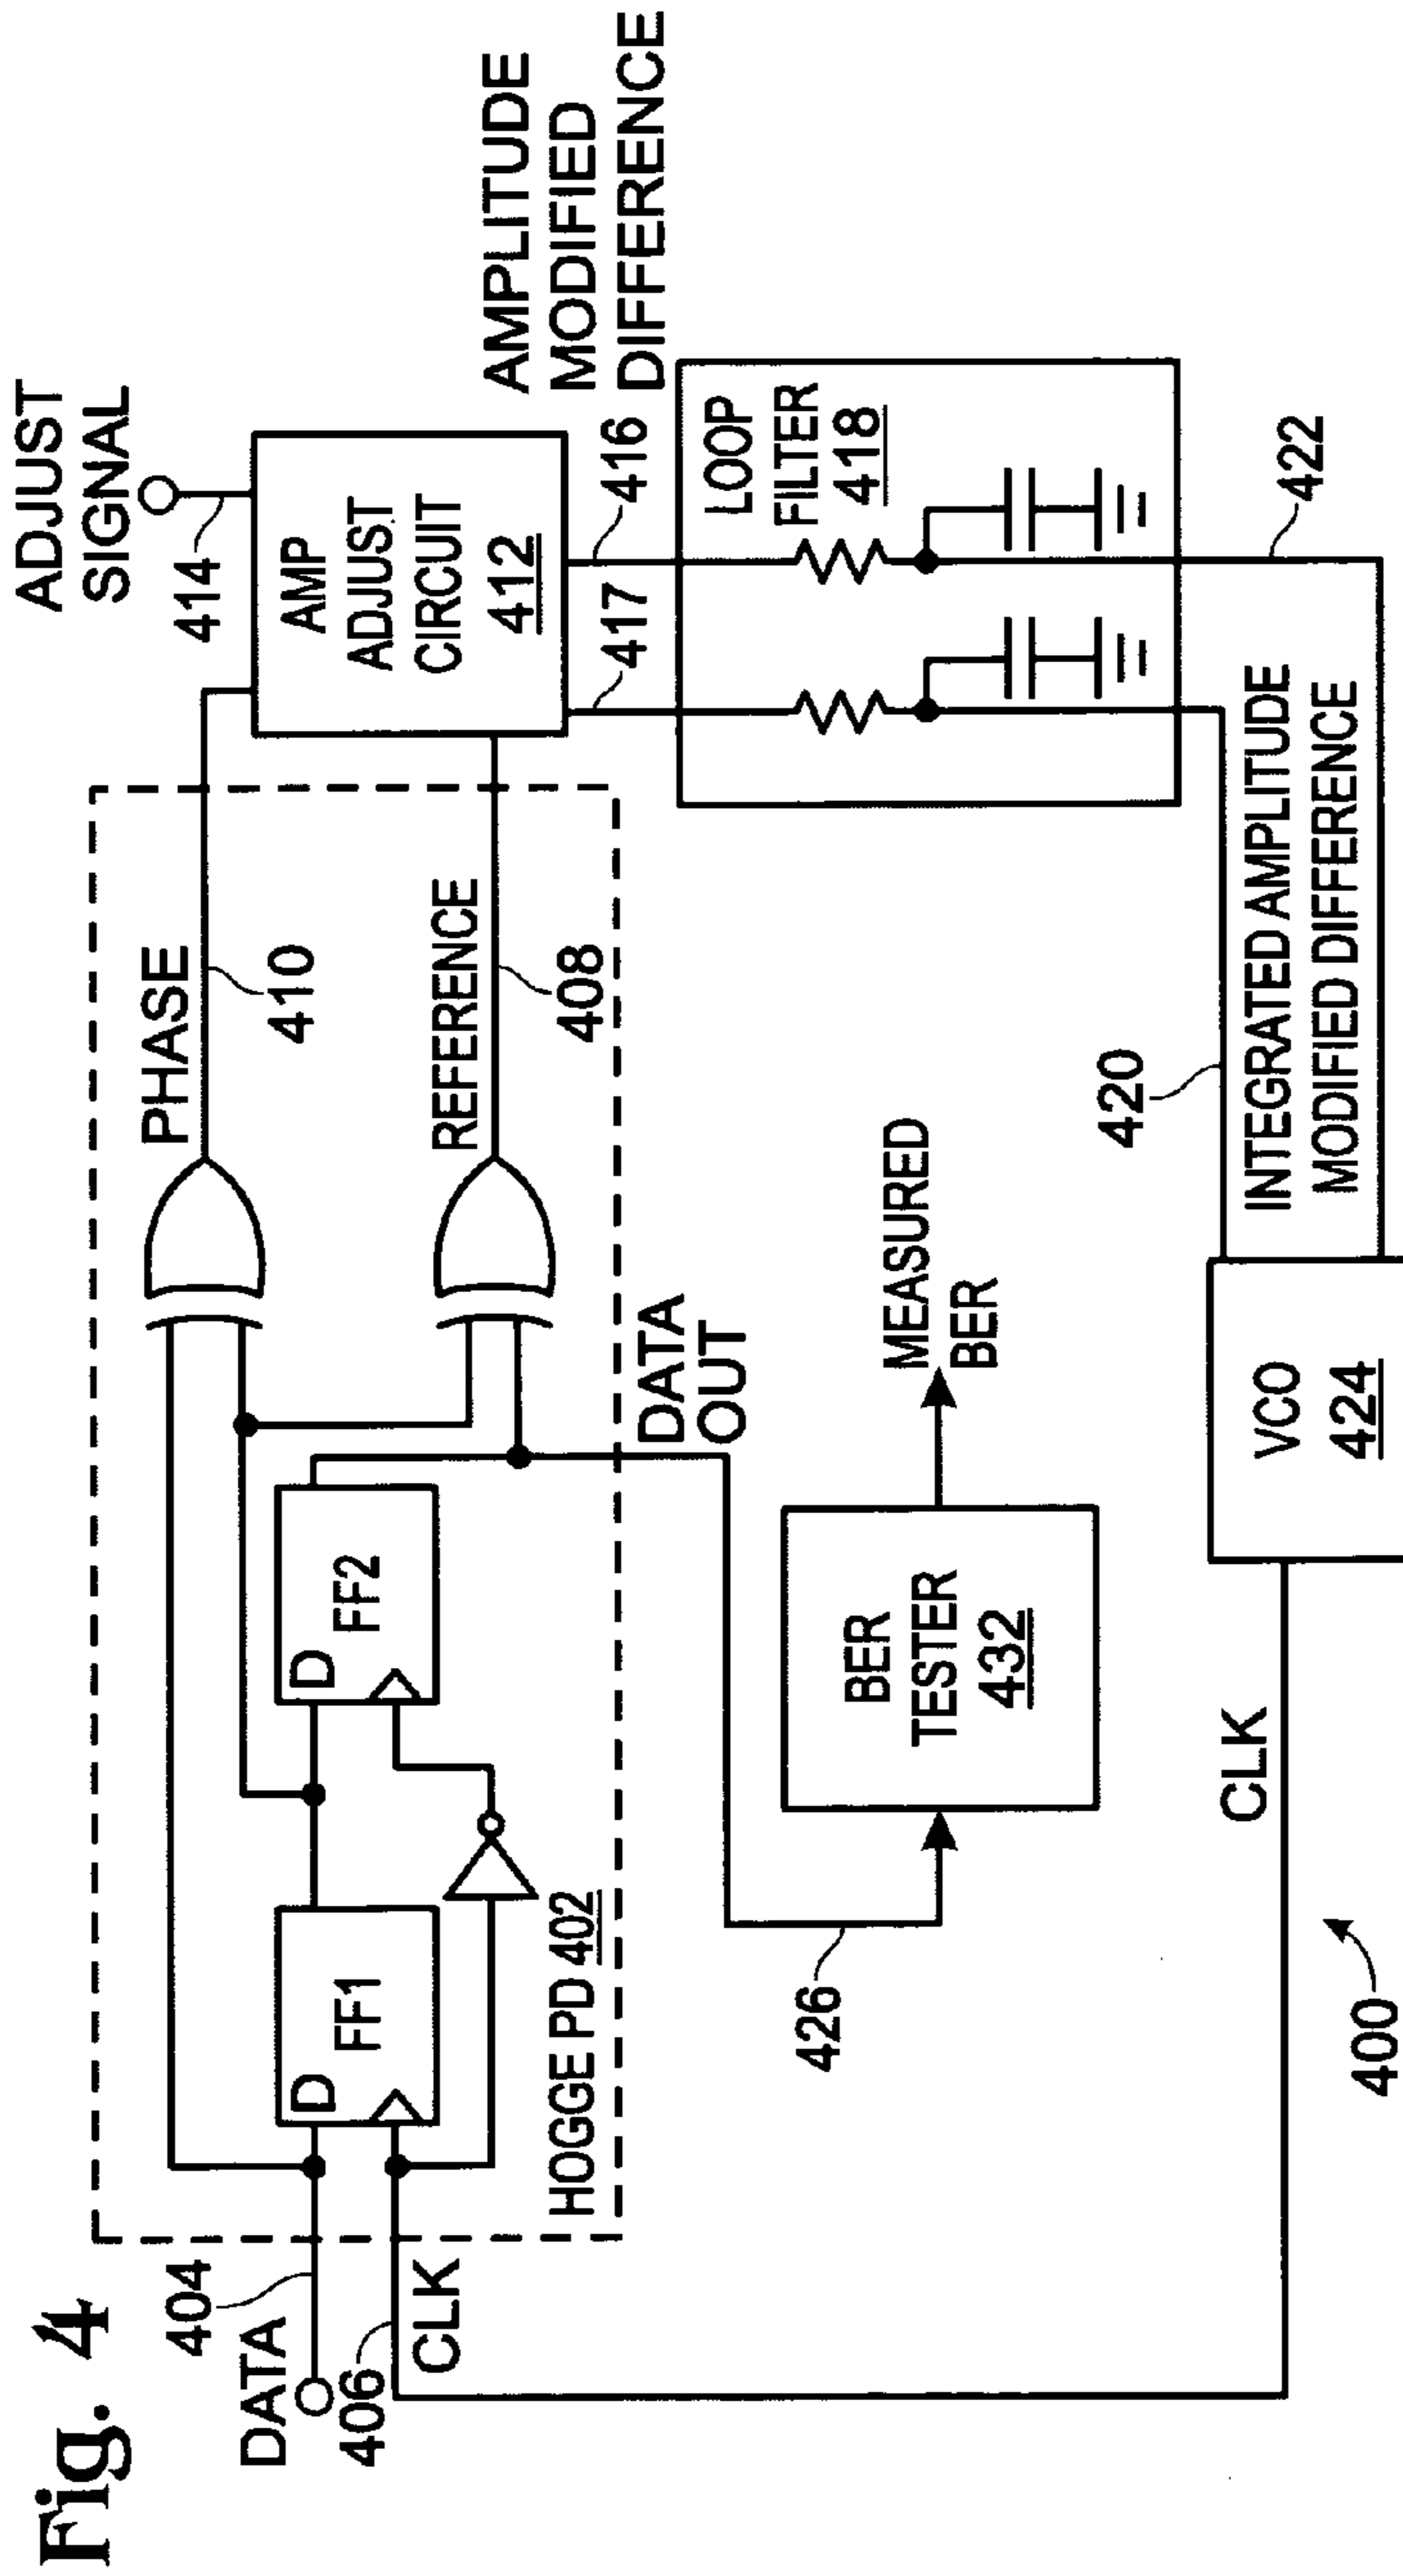 Fig. 4
ADJUST
SIGNAL
414
PHASE
410
AMP
ADJUST
CIRCUIT
412
404
DATA
406
CLK
D
FF1
D
FF2
REFERENCE
408
HOGGE PD 402
417
416
AMPLITUDE
MODIFIED
DIFFERENCE
DATA
OUT
LOOP
FILTER
418
426
BER
TESTER
432
MEASURED
BER
420
422
CLK
VCO
424
INTEGRATED AMPLITUDE
MODIFIED DIFFERENCE
400